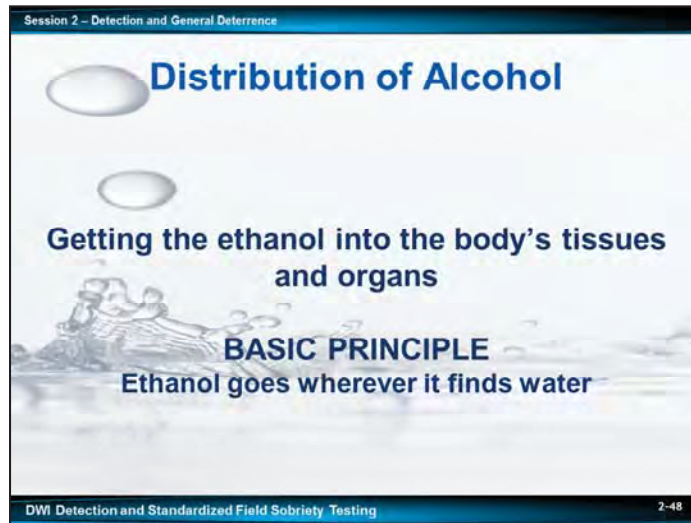 Session 2 – Detection and General Deterrence
Distribution of Alcohol
Getting the ethanol into the body's tissues
and organs
BASIC PRINCIPLE
Ethanol goes wherever it finds water
DWI Detection and Standardized Field Sobriety Testing
2-48